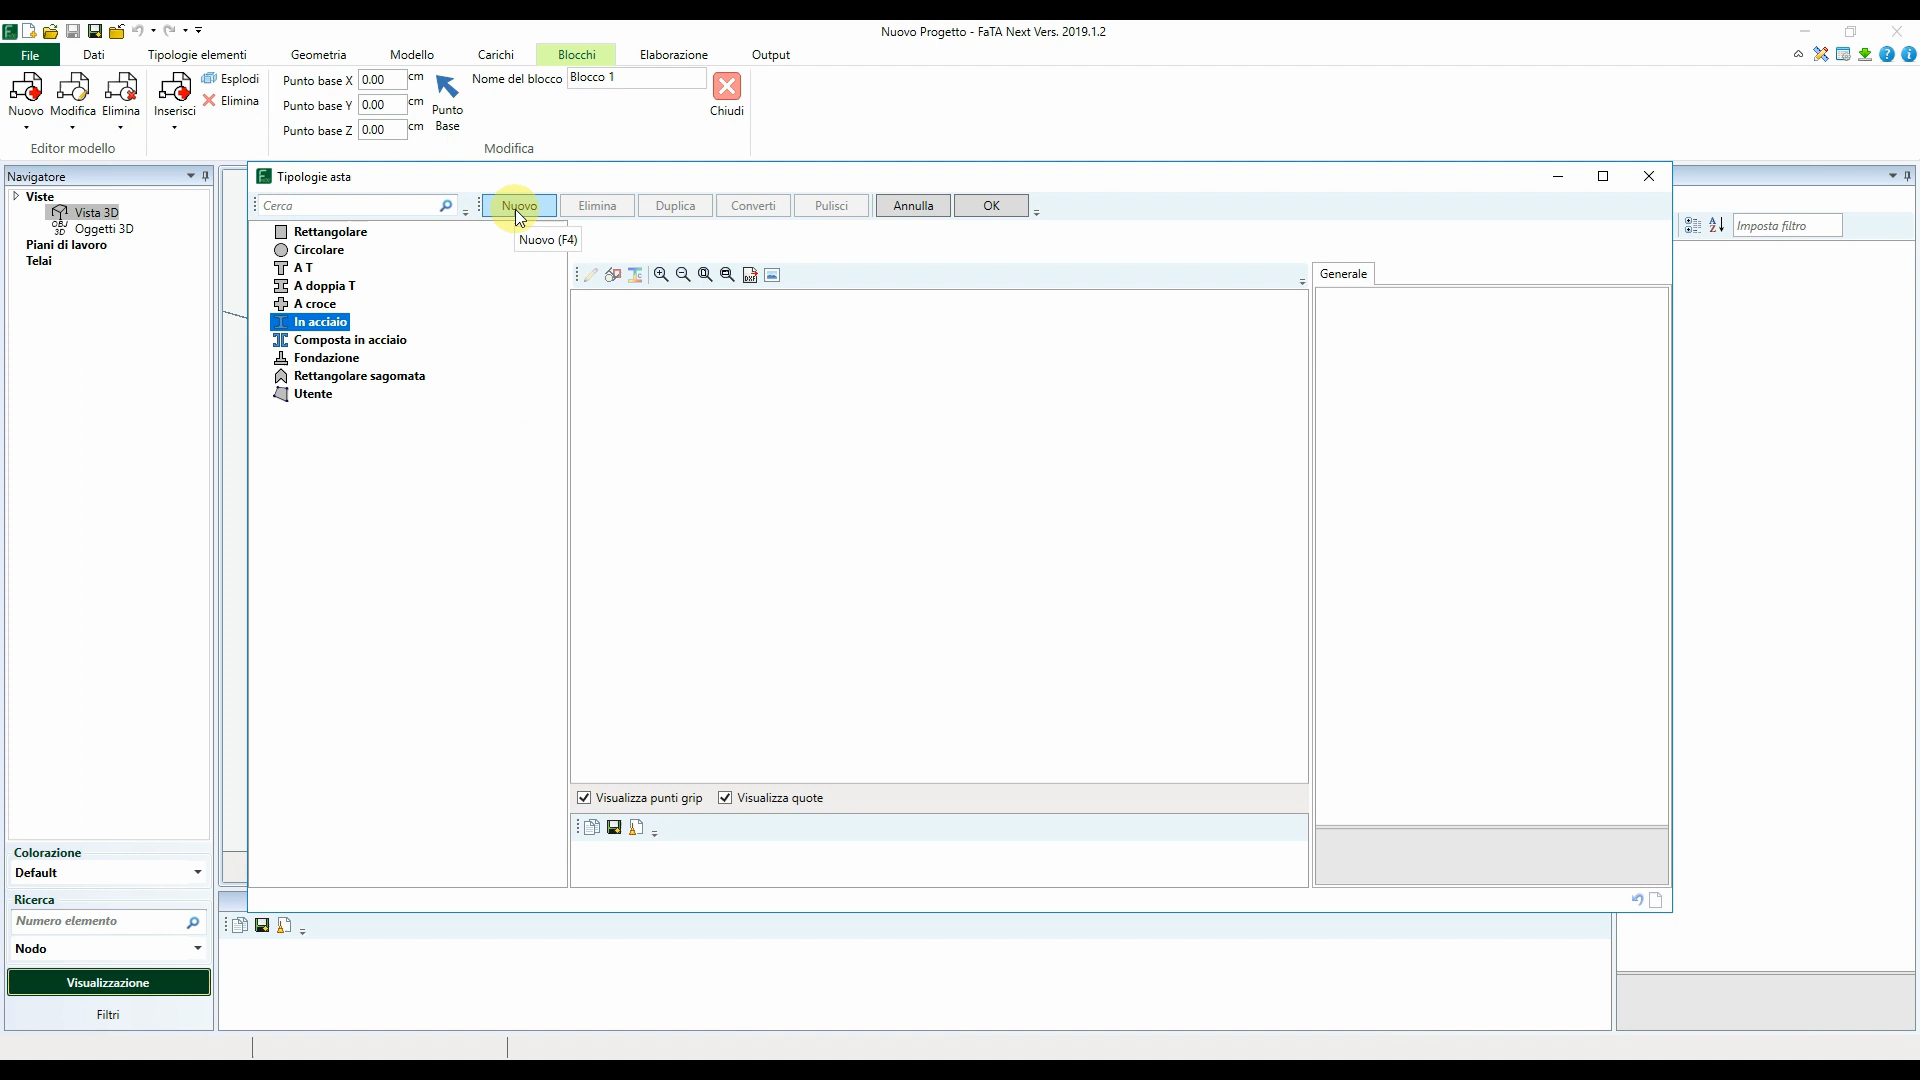 Nuovo Progetto - FaTA Next Vers. 2019.1.2
File Dati Tipologie elementi Geometria Modello Carichi Blocchi Elaborazione Output
Nuovo Modifica Elimina Inserisci
Esplodi
Elimina
Editor modello
Punto base X 0.00 cm
Punto base Y 0.00 cm
Punto base Z 0.00 cm
Punto
Base
Nome del blocco Blocco 1
Chiudi
Modifica
Navigatore
Viste
Vista 3D
Oggetti 3D
Piani di lavoro
Telai
Tipologie asta
Cerca Nuovo Elimina Duplica Converti Pulisci Annulla OK
Nuovo (F4)
Rettangolare
Circolare
A T
A doppia T
A croce
In acciaio
Composta in acciaio
Fondazione
Rettangolare sagomata
Utente
Generale
Imposta filtro
Visualizza punti grip Visualizza quote
Colorazione
Default
Ricerca
Numero elemento
Nodo
Visualizzazione
Filtri